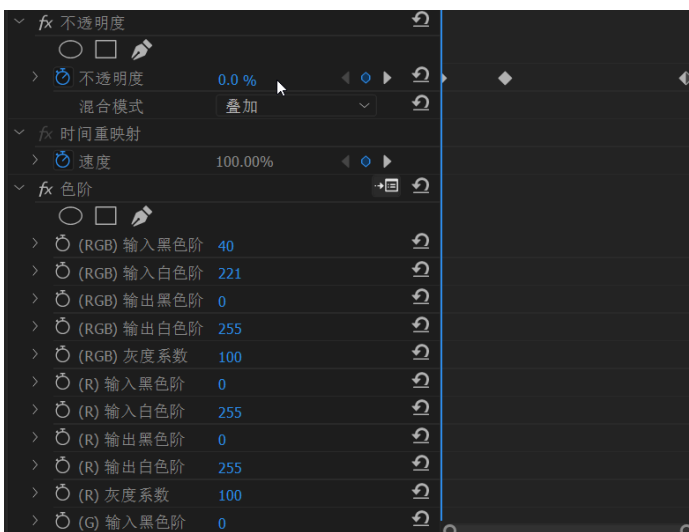 fx 不透明度
不透明度 0.0 %
混合模式 叠加
fx 时间重映射
速度 100.00%
fx 色阶
(RGB) 输入黑色阶 40
(RGB) 输入白色阶 221
(RGB) 输出黑色阶 0
(RGB) 输出白色阶 255
(RGB) 灰度系数 100
(R) 输入黑色阶 0
(R) 输入白色阶 255
(R) 输出黑色阶 0
(R) 输出白色阶 255
(R) 灰度系数 100
(G) 输入黑色阶 0